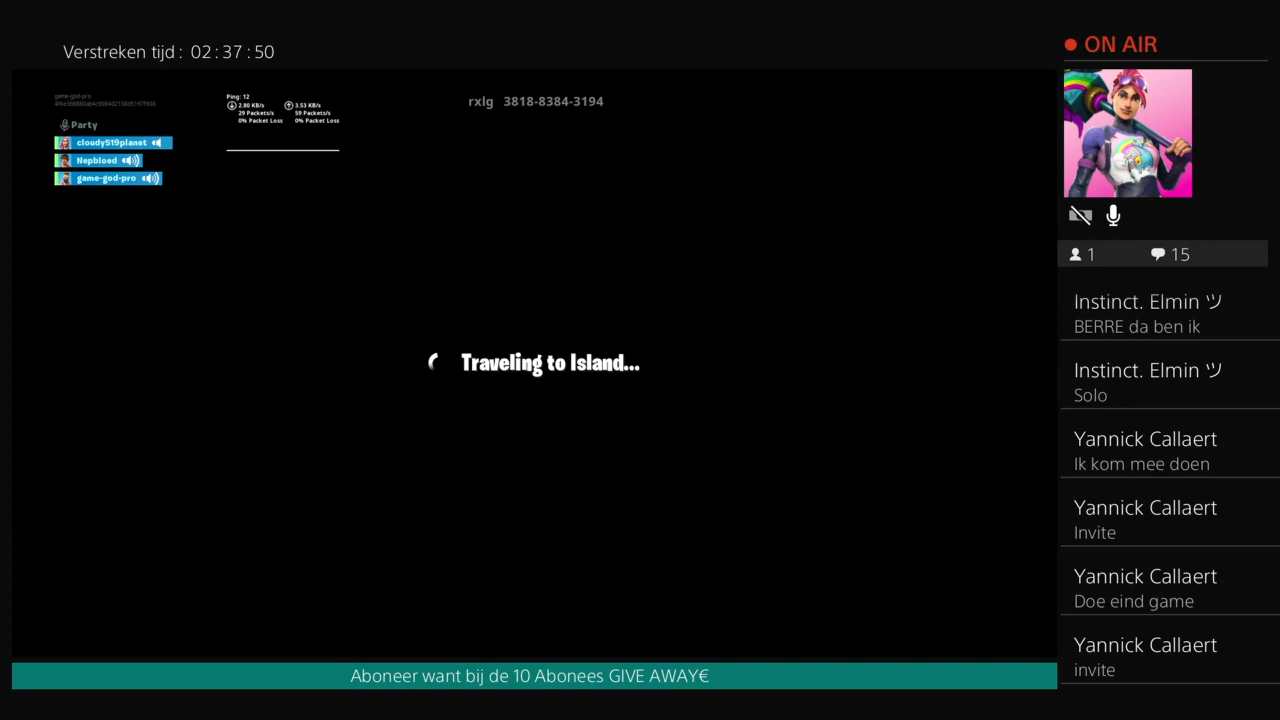 Verstreken tijd : 02 : 37 : 50
ON AIR
game-god-pro
Party
cloudy519planet
Nepbloed
game-god-pro
Ping: 12
2.80 KB/s
29 Packets/s
0% Packet Loss
3.53 KB/s
59 Packets/s
0% Packet Loss
rxlg 3818-8384-3194
Traveling to Island...
1
15
Instinct. Elmin ツ
BERRE da ben ik
Instinct. Elmin ツ
Solo
Yannick Callaert
Ik kom mee doen
Yannick Callaert
Invite
Yannick Callaert
Doe eind game
Yannick Callaert
invite
Aboneer want bij de 10 Abonees GIVE AWAY€